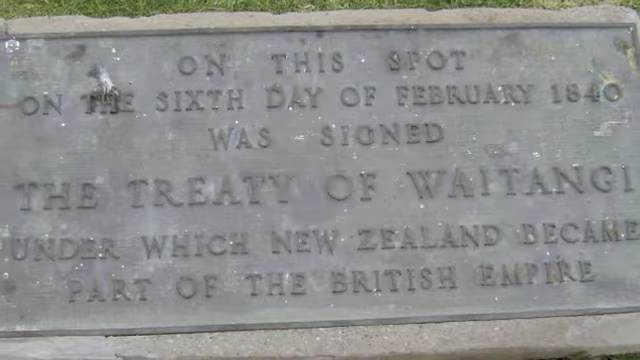 ON THIS SPOT
ON THE SIXTH DAY OF FEBRUARY 1840
WAS SIGNED
THE TREATY OF WAITANGI
UNDER WHICH NEW ZEALAND BECAME
PART OF THE BRITISH EMPIRE